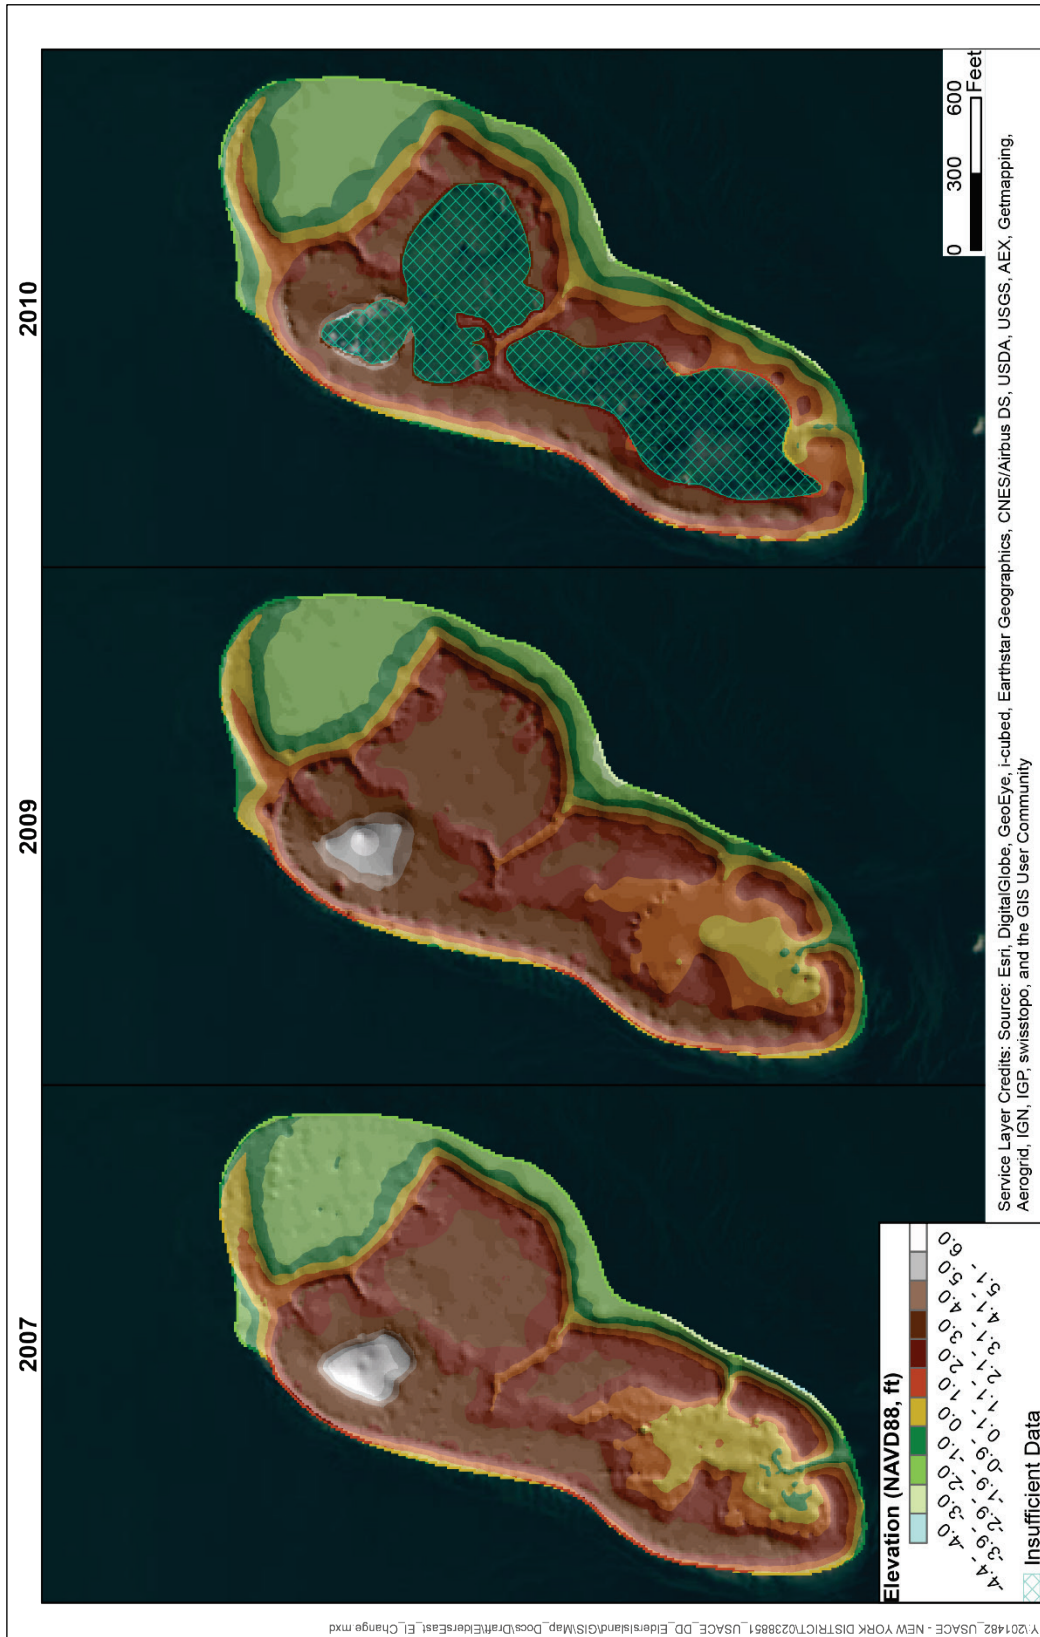 2007
2009
2010
Elevation (NAVD88, ft)
-4.4 - -4.0
-3.9 - -3.0
-2.9 - -2.0
-1.9 - -1.0
-0.9 - 0.0
0.1 - 1.0
1.1 - 2.0
2.1 - 3.0
3.1 - 4.0
4.1 - 5.0
5.1 - 6.0
Insufficient Data
0 300 600
Feet
Service Layer Credits: Source: Esri, DigitalGlobe, GeoEye, i-cubed, Earthstar Geographics, CNES/Airbus DS, USDA, USGS, AEX, Getmapping,
Aerogrid, IGN, IGP, swisstopo, and the GIS User Community
Y:\201482_USACE - NEW YORK DISTRICT\0238851_USACE_DD_EldersIsland\GIS\Map_Docs\Draft\EldersEast_El_Change.mxd